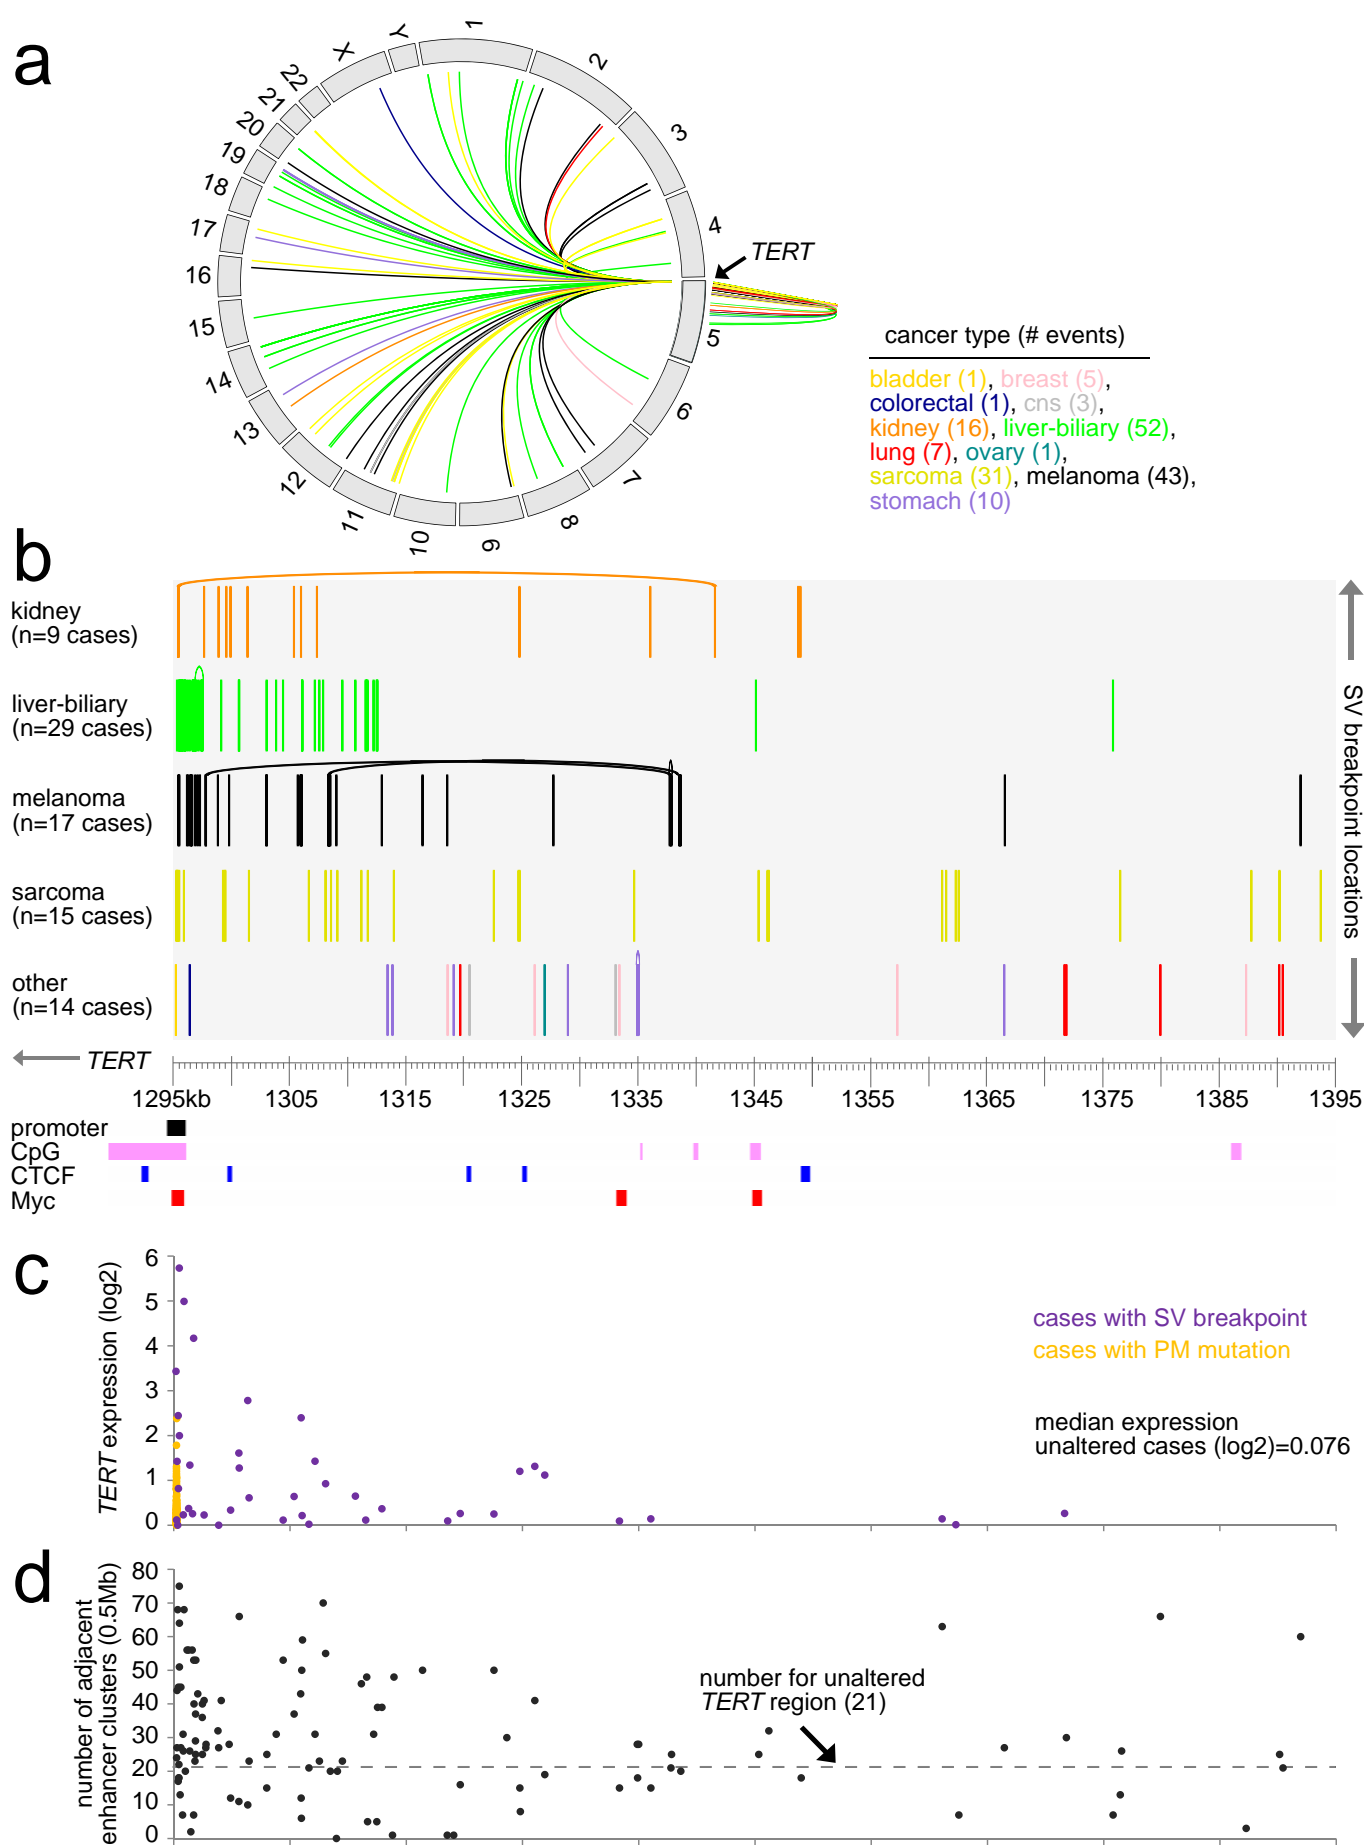 a
1
2
3
4
5
6
7
8
9
10
11
12
13
14
15
16
17
18
19
20
21
22
X
Y
TERT
cancer type (# events)
bladder (1), breast (5),
colorectal (1), cns (3),
kidney (16), liver-biliary (52),
lung (7), ovary (1),
sarcoma (31), melanoma (43),
stomach (10)
b
kidney
(n=9 cases)
liver-biliary
(n=29 cases)
melanoma
(n=17 cases)
sarcoma
(n=15 cases)
other
(n=14 cases)
SV breakpoint locations
TERT
1295kb 1305 1315 1325 1335 1345 1355 1365 1375 1385 1395
promoter
CpG
CTCF
Myc
c
TERT expression (log2)
6
5
4
3
2
1
0
cases with SV breakpoint
cases with PM mutation
median expression
unaltered cases (log2)=0.076
d
number of adjacent
enhancer clusters (0.5Mb)
80
70
60
50
40
30
20
10
0
number for unaltered
TERT region (21)